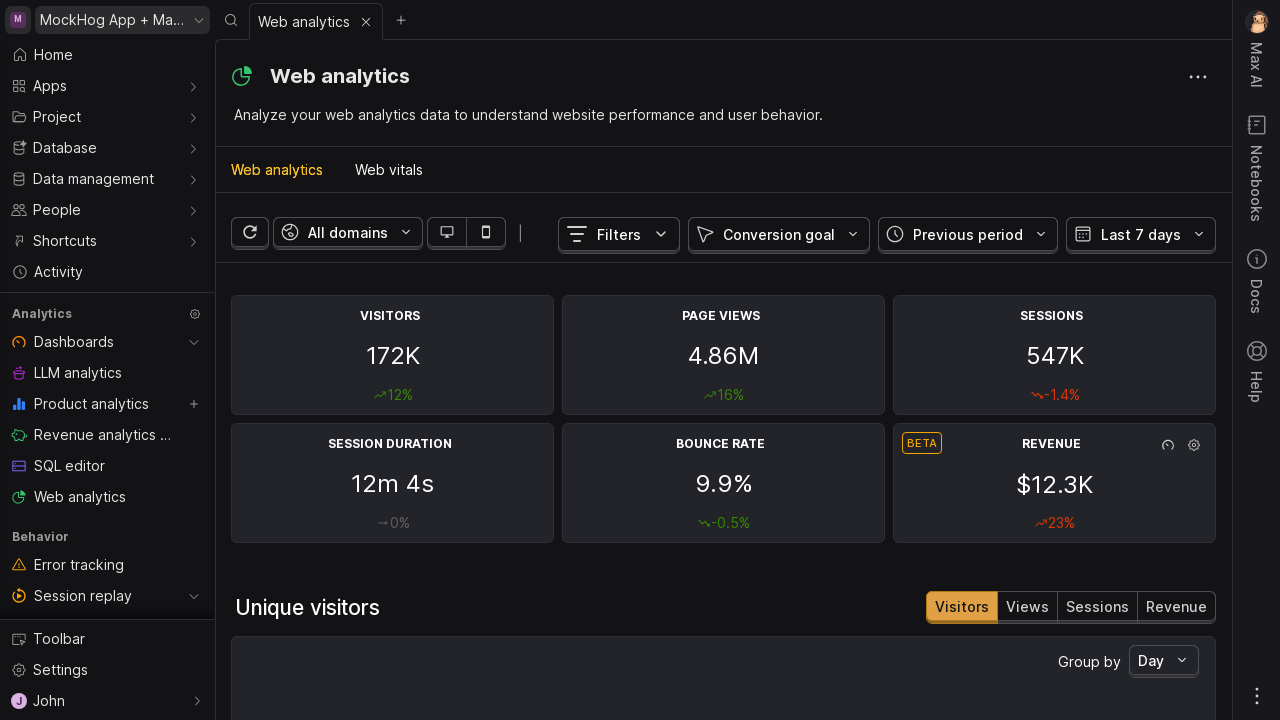 M
MockHog App + Ma...
Web analytics
Home
Apps
Project
Database
Data management
People
Shortcuts
Activity
Analytics
Dashboards
LLM analytics
Product analytics
Revenue analytics ...
SQL editor
Web analytics
Behavior
Error tracking
Session replay
Toolbar
Settings
J
John
Web analytics
Analyze your web analytics data to understand website performance and user behavior.
Web analytics
Web vitals
All domains
Filters
Conversion goal
Previous period
Last 7 days
VISITORS
172K
12%
PAGE VIEWS
4.86M
16%
SESSIONS
547K
-1.4%
SESSION DURATION
12m 4s
0%
BOUNCE RATE
9.9%
-0.5%
BETA
REVENUE
$12.3K
23%
Unique visitors
Visitors
Views
Sessions
Revenue
Group by
Day
Max AI
Notebooks
Docs
Help